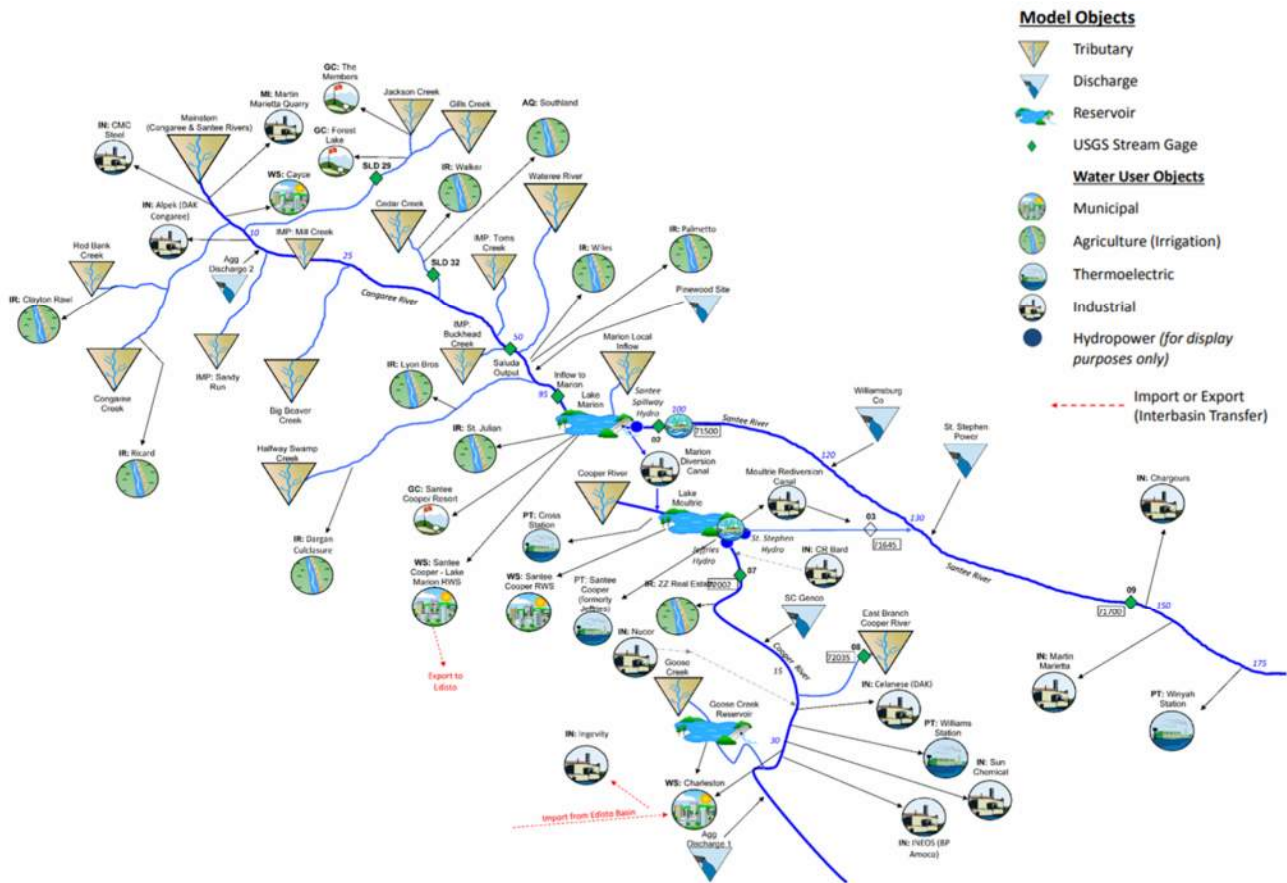 Model Objects
Tributary
Discharge
Reservoir
USGS Stream Gage
Water User Objects
Municipal
Agriculture (Irrigation)
Thermoelectric
Industrial
Hydropower (for display
purposes only)
Import or Export
(Interbasin Transfer)
GC: The
Members
Jackson Creek
Gills Creek
AQ: Southland
MI: Martin
Marietta Quarry
Mainstem
(Congaree & Santee Rivers)
IN: CMC
Steel
GC: Forest
Lake
SLD 29
IR: Walker
WS: Cayce
Wateree River
Cedar Creek
IN: Alpek (DAK
Congaree)
10
IMP: Mill Creek
IMP: Toms
Creek
IR: Wiles
IR: Palmetto
Rod Bank
Creek
Agg
Discharge 2
25
SLD 32
Congaree River
Pinewood Site
IR: Clayton Rawl
IMP:
Buckhead
Creek
50
Saluda
Output
Marion Local
Inflow
Congaree
Creek
IMP: Sandy
Run
Big Beaver
Creek
IR: Lyon Bros
Inflow to
Marion
95
Lake
Marion
Santee
Spillway
Hydro
100
71500
Santee River
Williamsburg
Co
St. Stephen
Power
IR: Ricard
Halfway Swamp
Creek
IR: St. Julian
Marion
Diversion
Canal
120
Cooper River
Lake
Moultrie
Moultrie Rediversion
Canal
IN: Chargours
GC: Santee
Cooper Resort
PT: Cross
Station
03
71645
130
IR: Dargan
Culclasure
Jeffries
Hydro
St. Stephen
Hydro
IN: CR Bard
Santee River
WS: Santee
Cooper - Lake
Marion RWS
WS: Santee
Cooper RWS
PT: Santee
Cooper
(formerly
Jeffries)
IR: ZZ Real Estate
07
SC Genco
09
71700
150
East Branch
Cooper River
IN: Nucor
08
72035
Cooper River
15
Export to
Edisto
Goose
Creek
Goose Creek
Reservoir
IN: Celanese (DAK)
IN: Martin
Marietta
175
PT: Winyah
Station
PT: Williams
Station
30
IN: Ingevity
IN: Sun
Chemical
WS: Charleston
Import from Edisto Basin
Agg
Discharge 1
IN: INEOS (BP
Amoco)